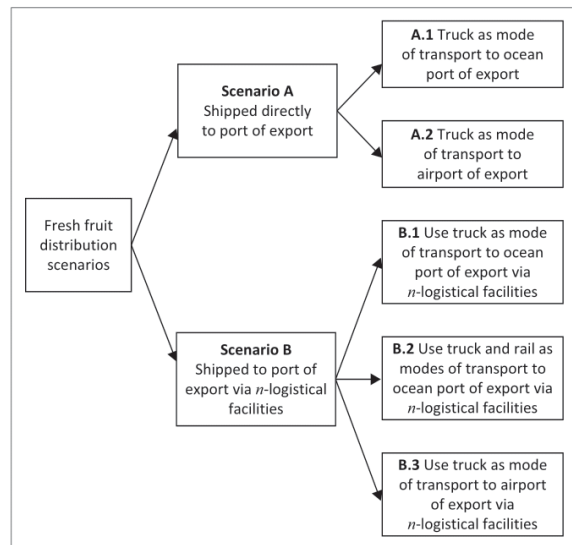 Fresh fruit
distribution
scenarios
Scenario A
Shipped directly
to port of export
A.1 Truck as mode
of transport to ocean
port of export
A.2 Truck as mode
of transport to
airport of export
Scenario B
Shipped to port of
export via n-logistical
facilities
B.1 Use truck as mode
of transport to ocean
port of export via
n-logistical facilities
B.2 Use truck and rail as
modes of transport to
ocean port of export via
n-logistical facilities
B.3 Use truck as mode
of transport to airport
of export via
n-logistical facilities